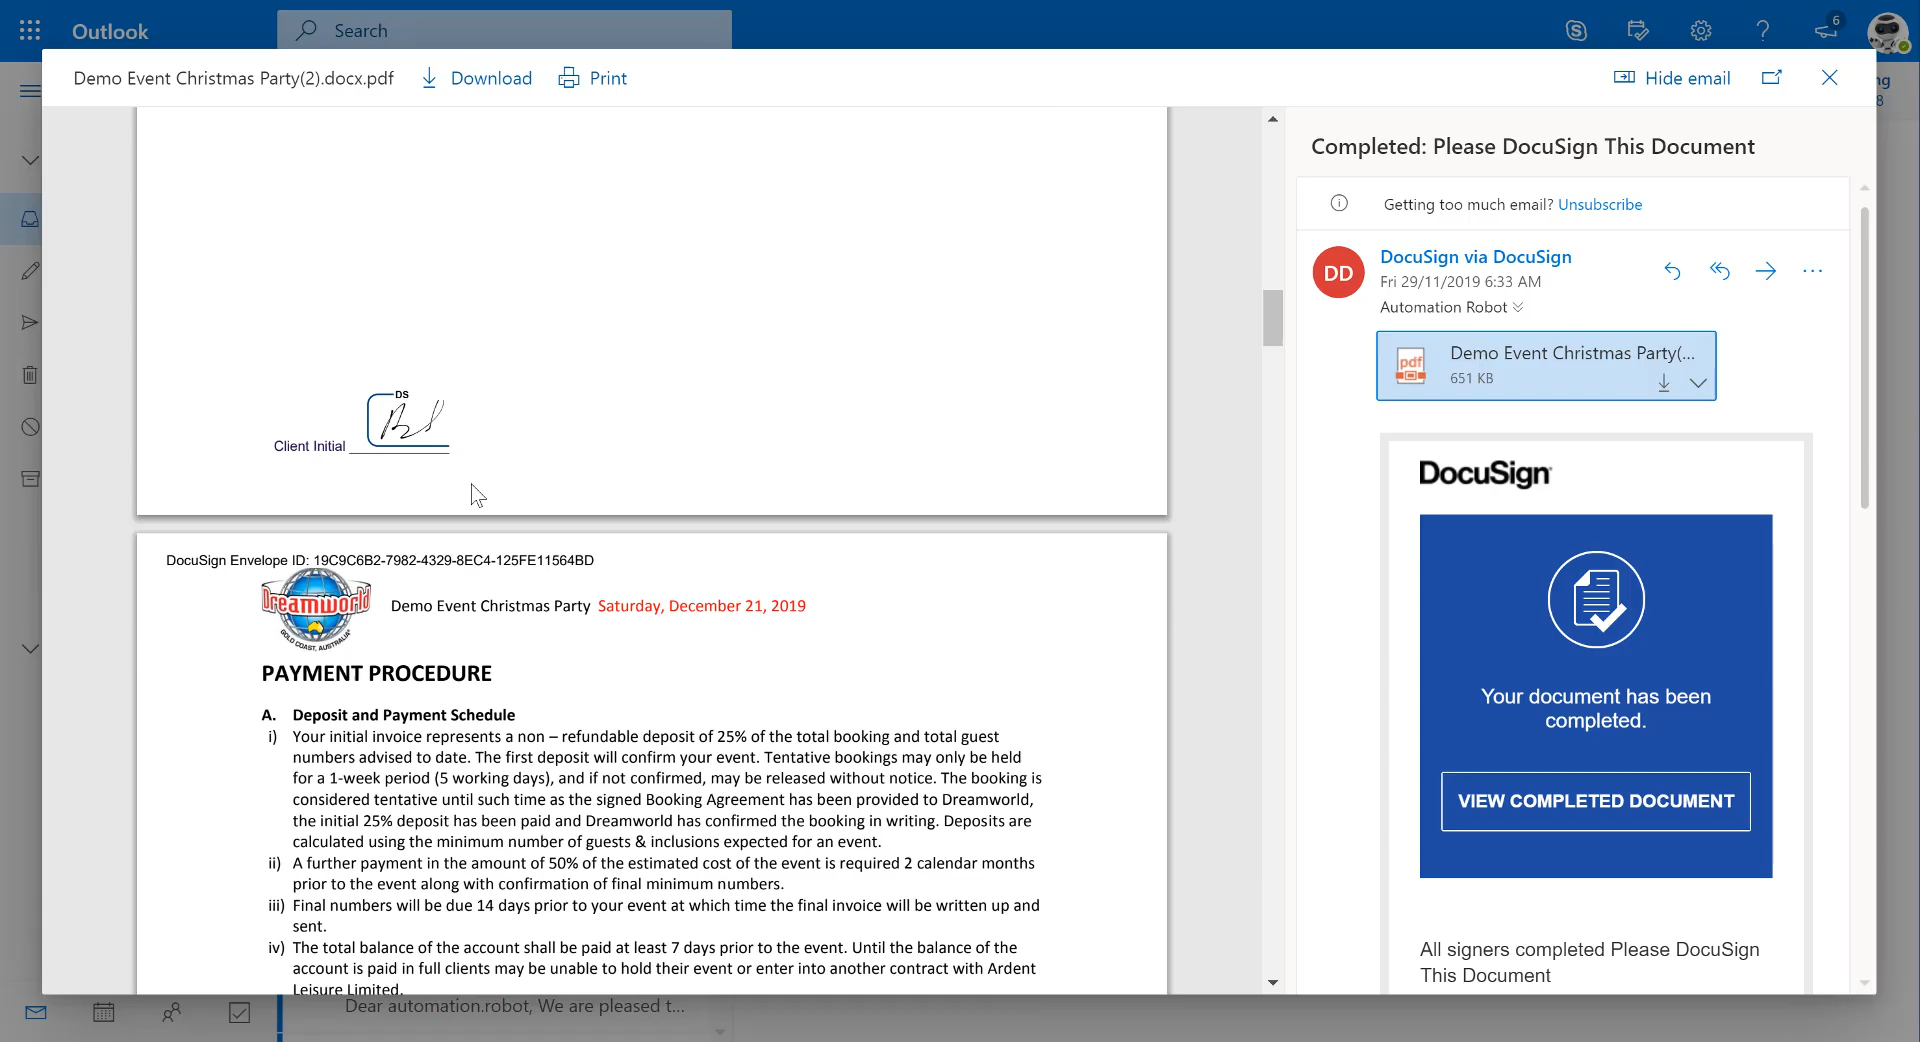 Outlook
Search
6
Demo Event Christmas Party(2).docx.pdf
Download
Print
Hide email
ng
8
DS
Client Initial
DocuSign Envelope ID: 19C9C6B2-7982-4329-8EC4-125FE11564BD
Dreamworld
GOLD COAST, AUSTRALIA
Demo Event Christmas Party Saturday, December 21, 2019
PAYMENT PROCEDURE
A. Deposit and Payment Schedule
i) Your initial invoice represents a non – refundable deposit of 25% of the total booking and total guest
numbers advised to date. The first deposit will confirm your event. Tentative bookings may only be held
for a 1-week period (5 working days), and if not confirmed, may be released without notice. The booking is
considered tentative until such time as the signed Booking Agreement has been provided to Dreamworld,
the initial 25% deposit has been paid and Dreamworld has confirmed the booking in writing. Deposits are
calculated using the minimum number of guests & inclusions expected for an event.
ii) A further payment in the amount of 50% of the estimated cost of the event is required 2 calendar months
prior to the event along with confirmation of final minimum numbers.
iii) Final numbers will be due 14 days prior to your event at which time the final invoice will be written up and
sent.
iv) The total balance of the account shall be paid at least 7 days prior to the event. Until the balance of the
account is paid in full clients may be unable to hold their event or enter into another contract with Ardent
Leisure Limited.
Completed: Please DocuSign This Document
Getting too much email? Unsubscribe
DD
DocuSign via DocuSign
Fri 29/11/2019 6:33 AM
Automation Robot
pdf
Demo Event Christmas Party(...
651 KB
DocuSign
Your document has been
completed.
VIEW COMPLETED DOCUMENT
All signers completed Please DocuSign
This Document
Dear automation.robot, We are pleased t...